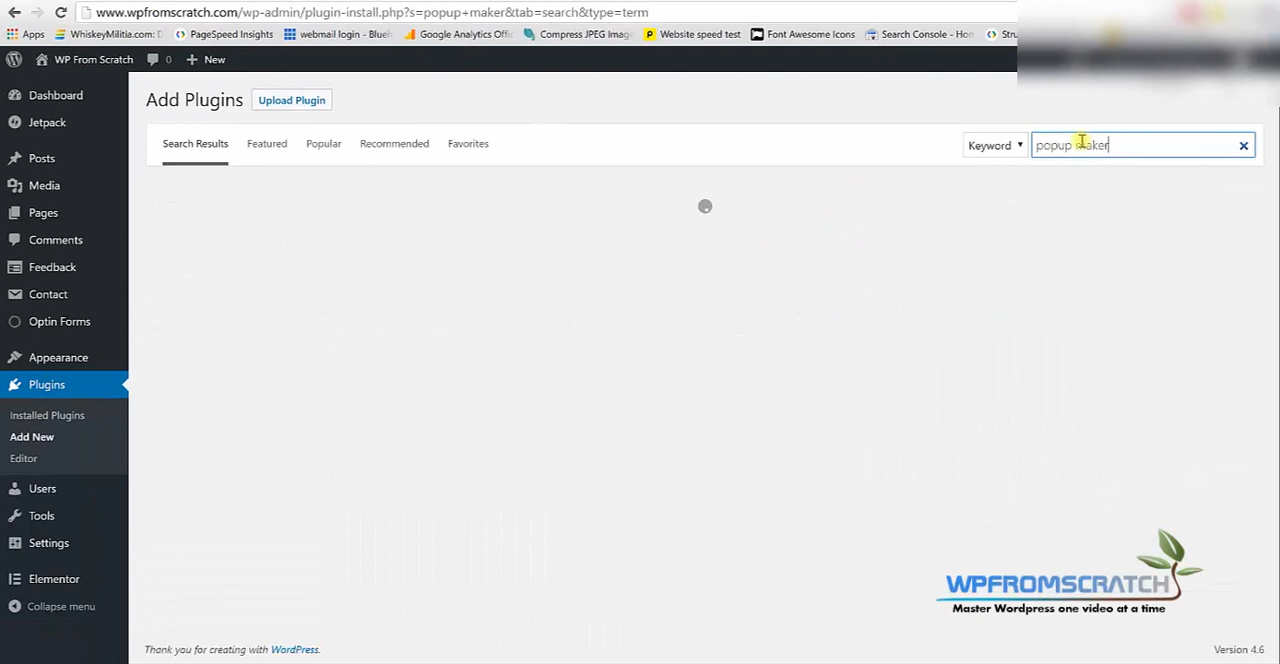 www.wpfromscratch.com/wp-admin/plugin-install.php?s=popup+maker&tab=search&type=term
Apps WhiskeyMilitia.com: PageSpeed Insights webmail login - Blueh Google Analytics Offic Compress JPEG Image Website speed test Font Awesome Icons Search Console - Hom Stru
WP From Scratch 0 + New
Dashboard
Jetpack
Posts
Media
Pages
Comments
Feedback
Contact
Optin Forms
Appearance
Plugins
Installed Plugins
Add New
Editor
Users
Tools
Settings
Elementor
Collapse menu
Add Plugins Upload Plugin
Search Results Featured Popular Recommended Favorites Keyword popup maker
WPFROMSCRATCH
Master Wordpress one video at a time
Thank you for creating with WordPress. Version 4.6